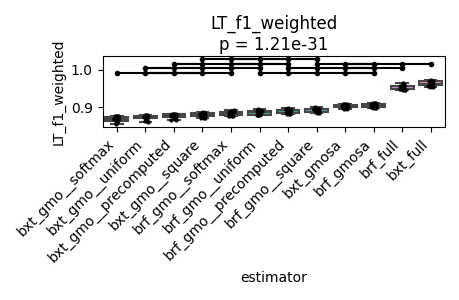 LT_f1_weighted
p = 1.21e-31
LT_f1_weighted
1.0
0.9
bxt_gmo__softmax
bxt_gmo__uniform
bxt_gmo__precomputed
bxt_gmo__square
brf_gmo__softmax
brf_gmo__uniform
brf_gmo__precomputed
brf_gmo__square
bxt_gmosa
brf_gmosa
brf_full
bxt_full
estimator